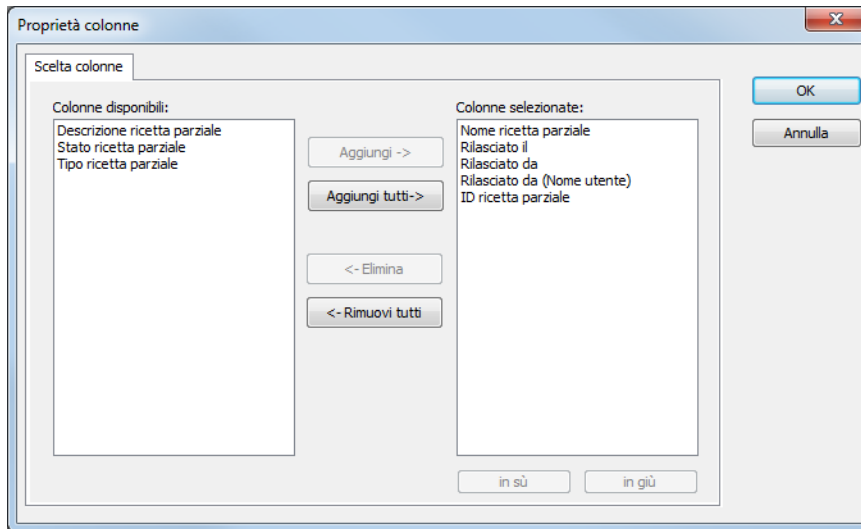 Proprietà colonne
Scelta colonne
Colonne disponibili:
Descrizione ricetta parziale
Stato ricetta parziale
Tipo ricetta parziale
Aggiungi ->
Aggiungi tutti->
<- Elimina
<- Rimuovi tutti
Colonne selezionate:
Nome ricetta parziale
Rilasciato il
Rilasciato da
Rilasciato da (Nome utente)
ID ricetta parziale
in sù
in giù
OK
Annulla